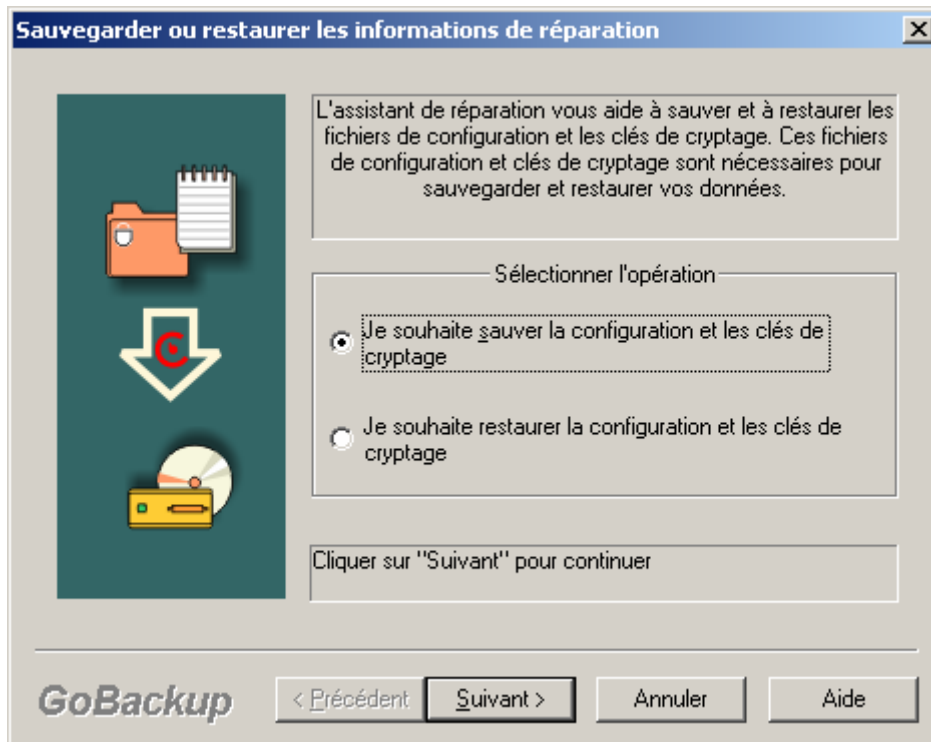 Sauvegarder ou restaurer les informations de réparation
L'assistant de réparation vous aide à sauver et à restaurer les
fichiers de configuration et les clés de cryptage. Ces fichiers
de configuration et clés de cryptage sont nécessaires pour
sauvegarder et restaurer vos données.
Sélectionner l'opération
Je souhaite sauver la configuration et les clés de
cryptage
Je souhaite restaurer la configuration et les clés de
cryptage
Cliquer sur "Suivant" pour continuer
GoBackup
< Précédent
Suivant >
Annuler
Aide